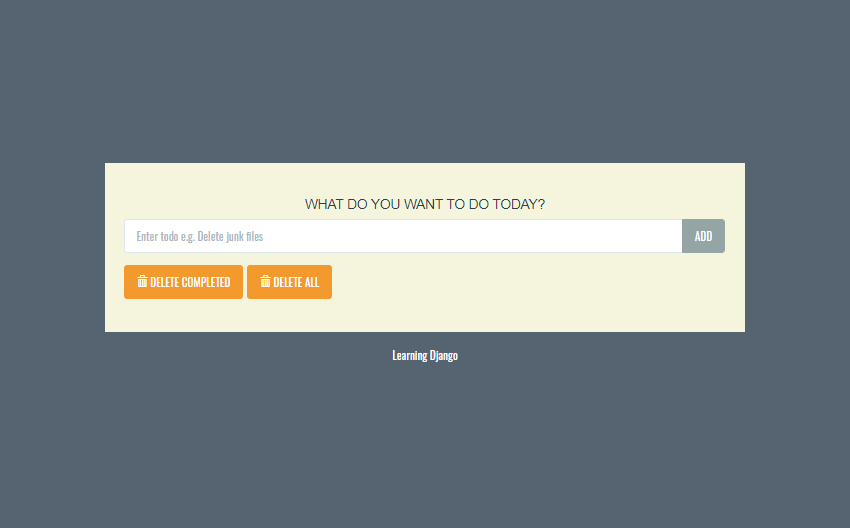 WHAT DO YOU WANT TO DO TODAY?
Enter todo e.g. Delete junk files ADD
DELETE COMPLETED DELETE ALL
Learning Django